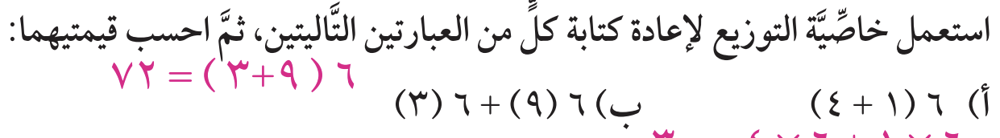 استعمل خاصِّيَّة التوزيع لإعادة كتابة كلٍّ من العبارتين التَّاليتين، ثمَّ احسب قيمتيهما:
٦ ( ٩+٣ ) = ٧٢
أ) ٦ (١ + ٤) ب) ٦ (٩) + ٦ (٣)